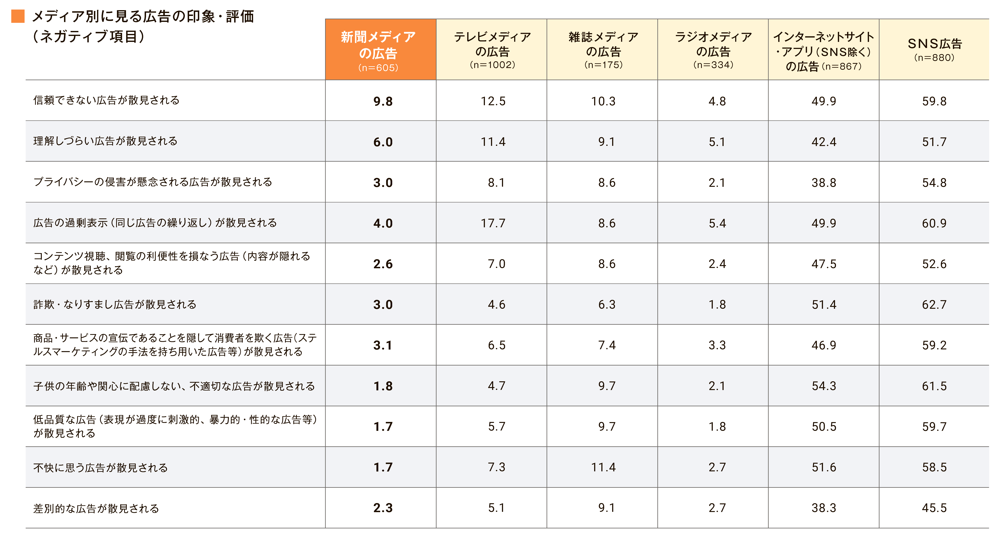 メディア別に見る広告の印象・評価
（ネガティブ項目）
新聞メディア
の広告
（n＝605）
テレビメディア
の広告
（n＝1002）
雑誌メディア
の広告
（n＝175）
ラジオメディア
の広告
（n＝334）
インターネットサイト
・アプリ（SNS除く）
の広告（n＝867）
SNS広告
（n＝880）
信頼できない広告が散見される 9.8 12.5 10.3 4.8 49.9 59.8
理解しづらい広告が散見される 6.0 11.4 9.1 5.1 42.4 51.7
プライバシーの侵害が懸念される広告が散見される 3.0 8.1 8.6 2.1 38.8 54.8
広告の過剰表示（同じ広告の繰り返し）が散見される 4.0 17.7 8.6 5.4 49.9 60.9
コンテンツ視聴、閲覧の利便性を損なう広告（内容が隠れる
など）が散見される 2.6 7.0 8.6 2.4 47.5 52.6
詐欺・なりすまし広告が散見される 3.0 4.6 6.3 1.8 51.4 62.7
商品・サービスの宣伝であることを隠して消費者を欺く広告（ステ
ルスマーケティングの手法を持ち用いた広告等）が散見される 3.1 6.5 7.4 3.3 46.9 59.2
子供の年齢や関心に配慮しない、不適切な広告が散見される 1.8 4.7 9.7 2.1 54.3 61.5
低品質な広告（表現が過度に刺激的、暴力的・性的な広告等）
が散見される 1.7 5.7 9.7 1.8 50.5 59.7
不快に思う広告が散見される 1.7 7.3 11.4 2.7 51.6 58.5
差別的な広告が散見される 2.3 5.1 9.1 2.7 38.3 45.5